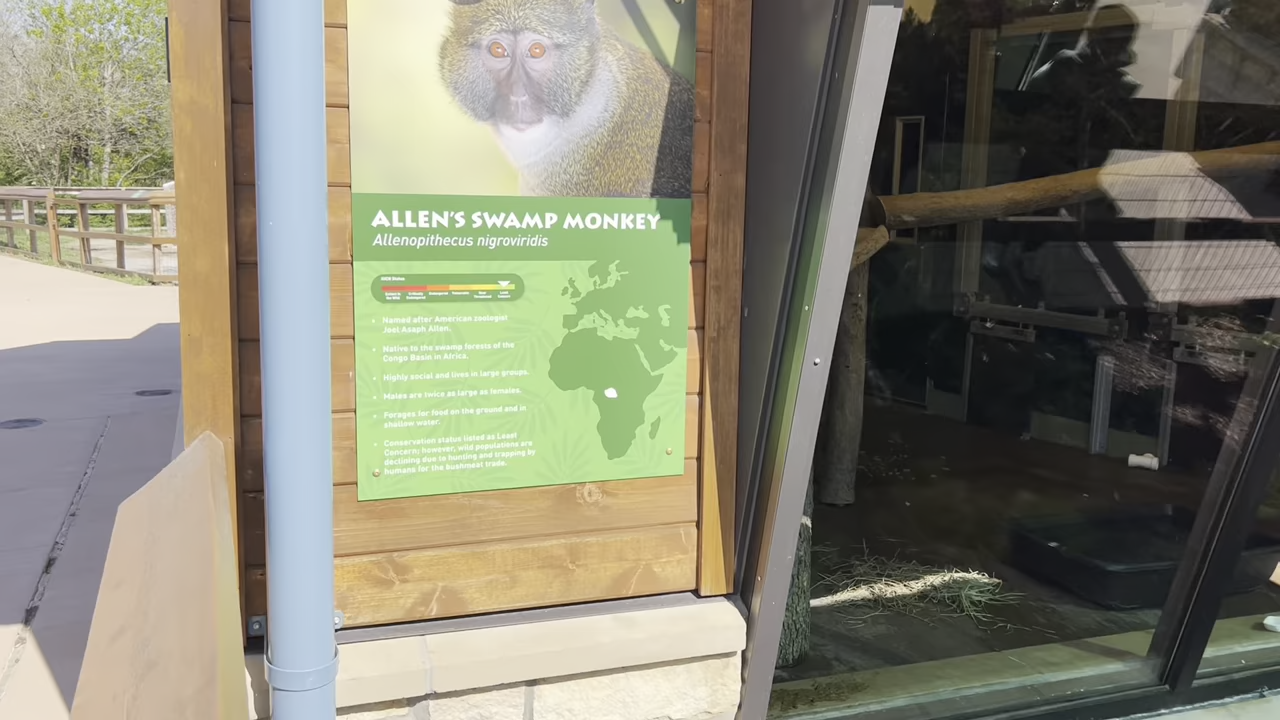 ALLEN'S SWAMP MONKEY
Allenopithecus nigroviridis
IUCN Status
• Named after American zoologist
Joel Asaph Allen.
• Native to the swamp forests of the
Congo Basin in Africa.
• Highly social and lives in large groups.
• Males are twice as large as females.
• Forages for food on the ground and in
shallow water.
• Conservation status listed as Least
Concern; however, wild populations are
declining due to hunting and trapping by
humans for the bushmeat trade.